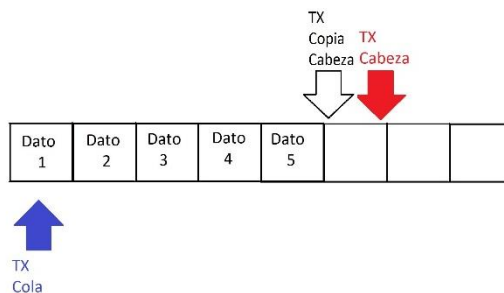 TX
Copia
Cabeza
TX
Cabeza
Dato
1
Dato
2
Dato
3
Dato
4
Dato
5
TX
Cola